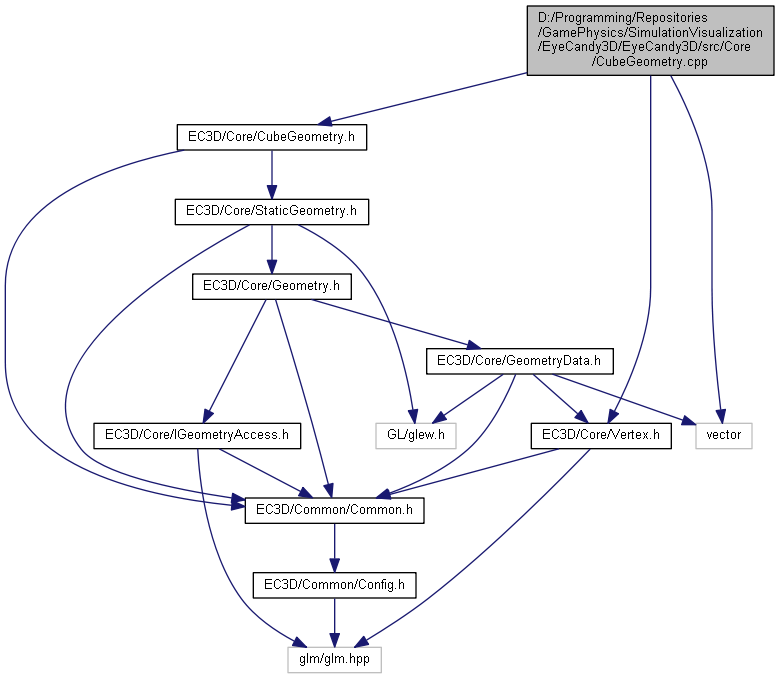 D:/Programming/Repositories
/GamePhysics/SimulationVisualization
/EyeCandy3D/EyeCandy3D/src/Core
/CubeGeometry.cpp
EC3D/Core/CubeGeometry.h
EC3D/Core/StaticGeometry.h
EC3D/Core/Geometry.h
EC3D/Core/GeometryData.h
EC3D/Core/IGeometryAccess.h
GL/glew.h
EC3D/Core/Vertex.h
vector
EC3D/Common/Common.h
EC3D/Common/Config.h
glm/glm.hpp